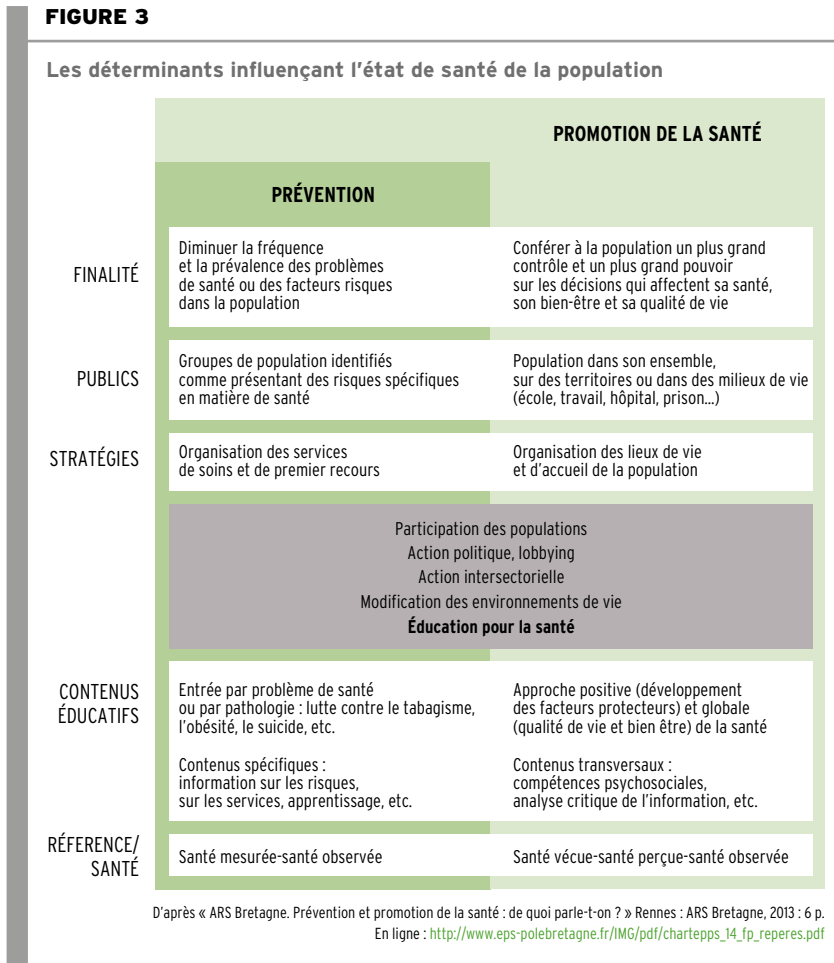 FIGURE 3
Les déterminants influençant l'état de santé de la population
PROMOTION DE LA SANTÉ
PRÉVENTION
FINALITÉ
Diminuer la fréquence
et la prévalence des problèmes
de santé ou des facteurs risques
dans la population
Conférer à la population un plus grand
contrôle et un plus grand pouvoir
sur les décisions qui affectent sa santé,
son bien-être et sa qualité de vie
PUBLICS
Groupes de population identifiés
comme présentant des risques spécifiques
en matière de santé
Population dans son ensemble,
sur des territoires ou dans des milieux de vie
(école, travail, hôpital, prison...)
STRATÉGIES
Organisation des services
de soins et de premier recours
Organisation des lieux de vie
et d'accueil de la population
Participation des populations
Action politique, lobbying
Action intersectorielle
Modification des environnements de vie
Éducation pour la santé
CONTENUS
ÉDUCATIFS
Entrée par problème de santé
ou par pathologie : lutte contre le tabagisme,
l'obésité, le suicide, etc.
Contenus spécifiques :
information sur les risques,
sur les services, apprentissage, etc.
Approche positive (développement
des facteurs protecteurs) et globale
(qualité de vie et bien être) de la santé
Contenus transversaux :
compétences psychosociales,
analyse critique de l'information, etc.
RÉFERENCE/
SANTÉ
Santé mesurée-santé observée
Santé vécue-santé perçue-santé observée
D'après « ARS Bretagne. Prévention et promotion de la santé : de quoi parle-t-on ? » Rennes : ARS Bretagne, 2013 : 6 p.
En ligne : http://www.eps-polebretagne.fr/IMG/pdf/chartepps_14_fp_reperes.pdf